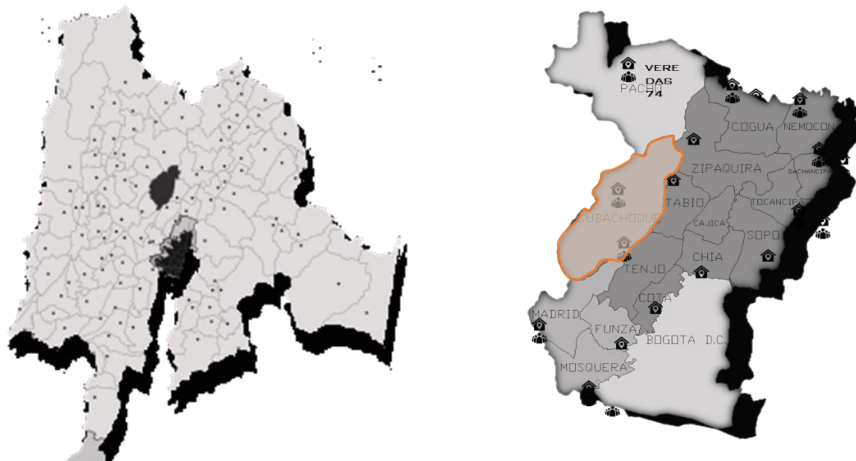 VERE
DAS
PACHO
74
COGUA
NEMOCON
ZIPAQUIRA
GACHANCIPA
TABIO
TOCANCIPA
SUBACHOQUE
CAJICA
SOPO
TENJO
CHIA
COTA
MADRID
FUNZA
BOGOTA D.C.
MOSQUERA